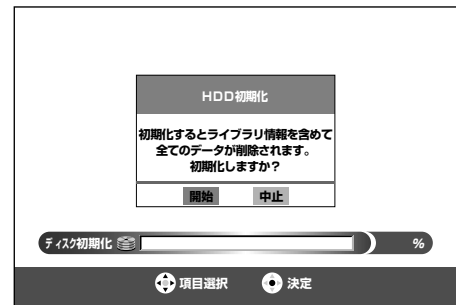 HDD初期化
初期化するとライブラリ情報を含めて
全てのデータが削除されます。
初期化しますか？
開始 中止
ディスク初期化 %
項目選択 決定